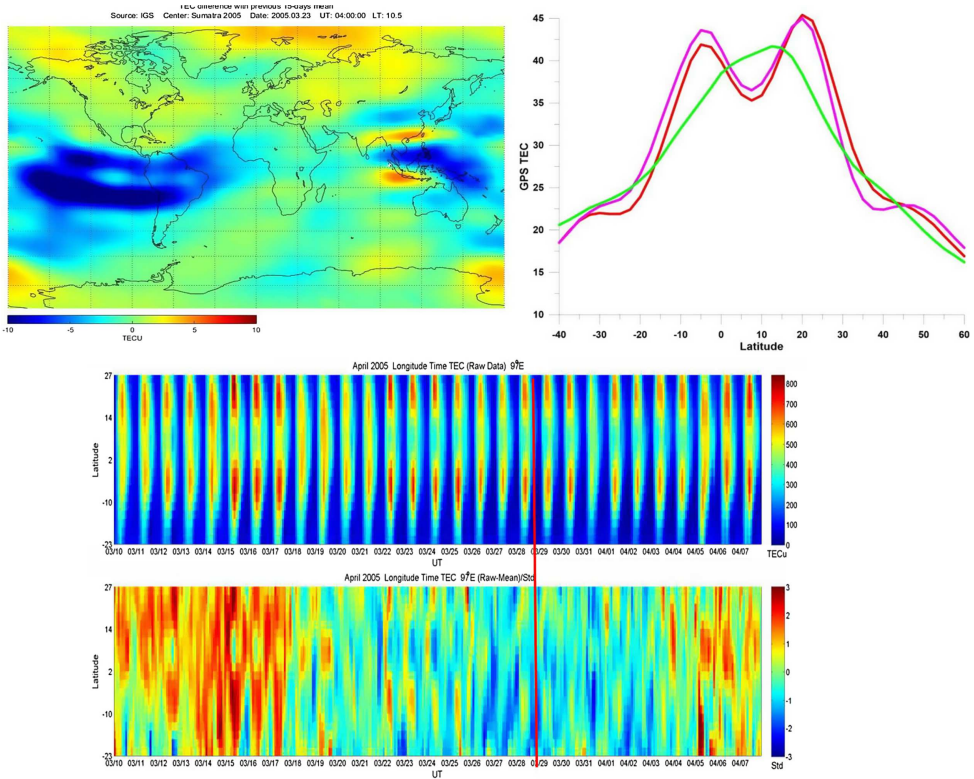 TEC difference with previous 15-days mean
Source: IGS Center: Sumatra 2005 Date: 2005.03.23 UT: 04:00:00 LT: 10.5
-10 -5 0 5 10
TECU
45
40
35
30
25
20
15
10
GPS TEC
-40 -30 -20 -10 0 10 20 30 40 50 60
Latitude
April 2005 Longitude Time TEC (Raw Data) 97°E
27
14
2
-10
-23
Latitude
03/10 03/11 03/12 03/13 03/14 03/15 03/16 03/17 03/18 03/19 03/20 03/21 03/22 03/23 03/24 03/25 03/26 03/27 03/28 03/29 03/30 03/31 04/01 04/02 04/03 04/04 04/05 04/06 04/07
UT
800
700
600
500
400
300
200
100
0
TECu
April 2005 Longitude Time TEC 97°E (Raw-Mean)/Std
27
14
2
-10
-23
Latitude
03/10 03/11 03/12 03/13 03/14 03/15 03/16 03/17 03/18 03/19 03/20 03/21 03/22 03/23 03/24 03/25 03/26 03/27 03/28 03/29 03/30 03/31 04/01 04/02 04/03 04/04 04/05 04/06 04/07
UT
3
2
1
0
-1
-2
-3
Std